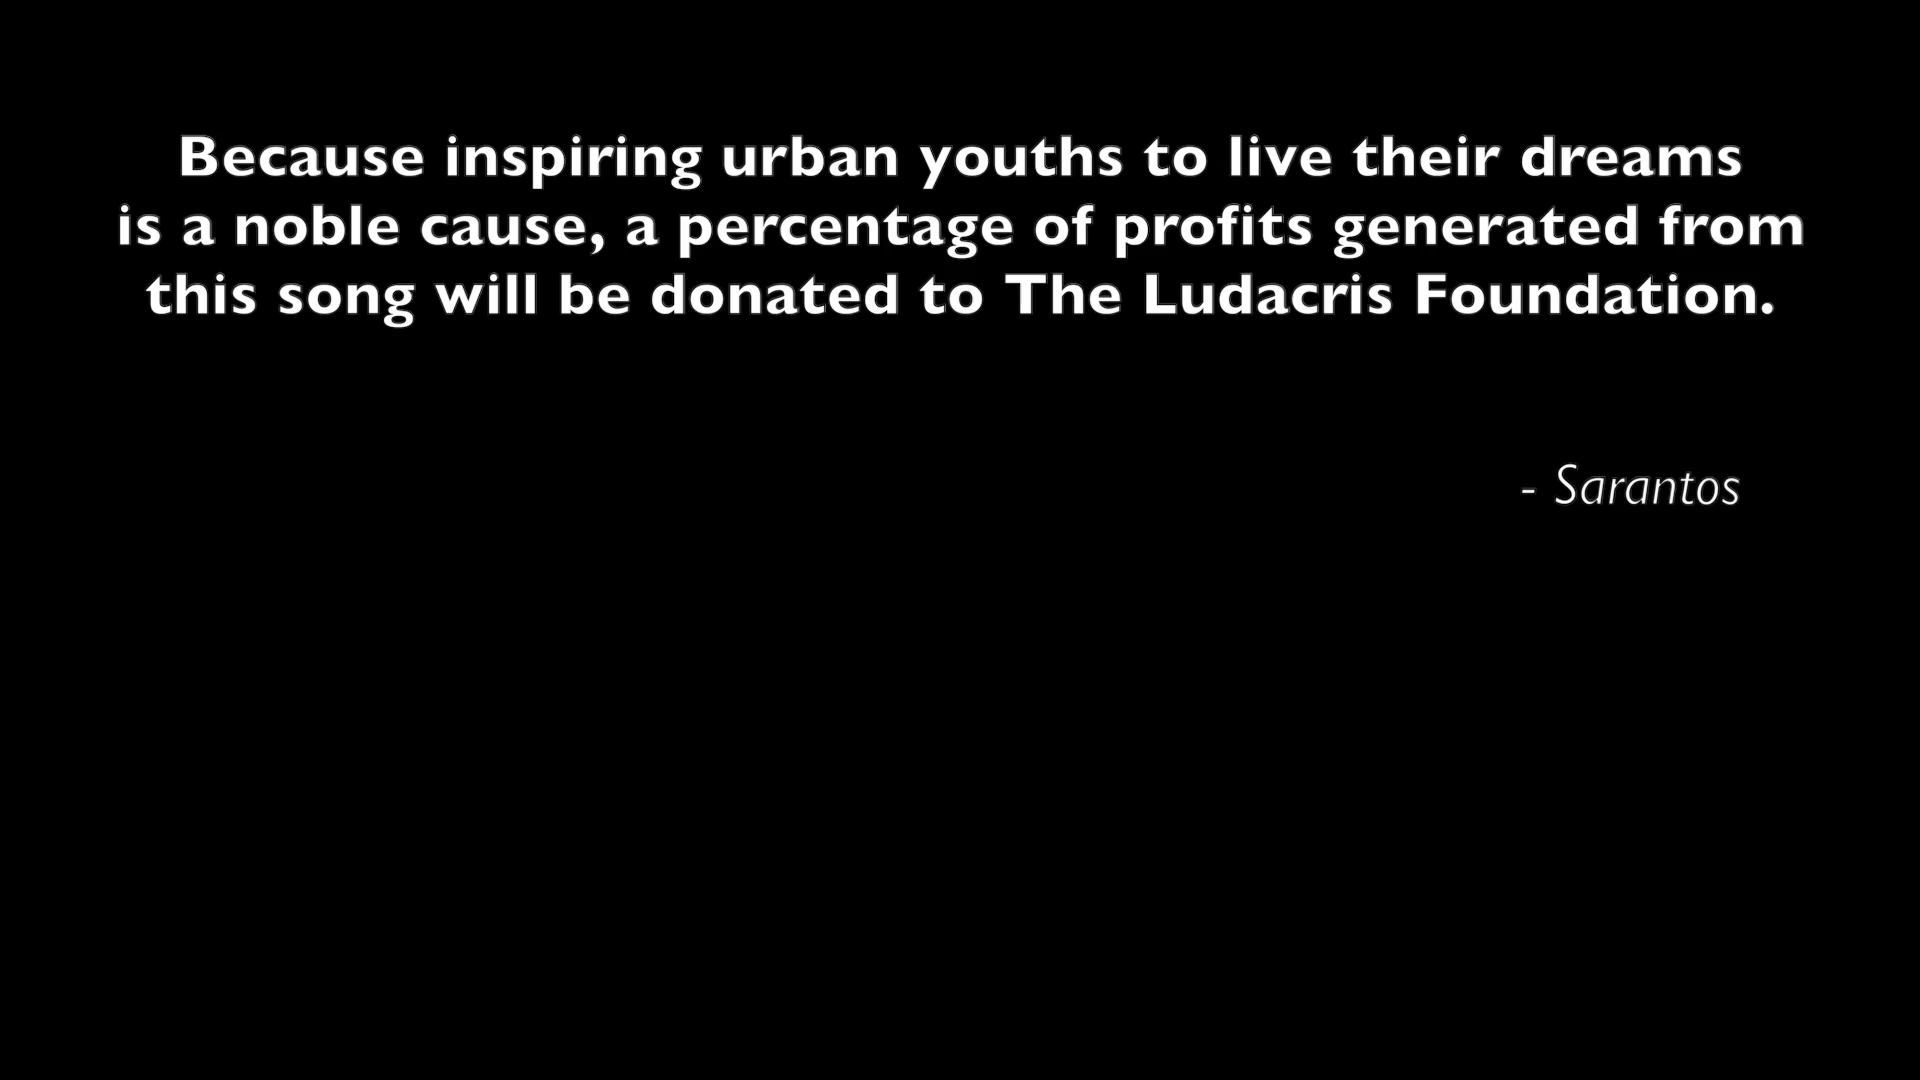 Because inspiring urban youths to live their dreams
is a noble cause, a percentage of profits generated from
this song will be donated to The Ludacris Foundation.
- Sarantos